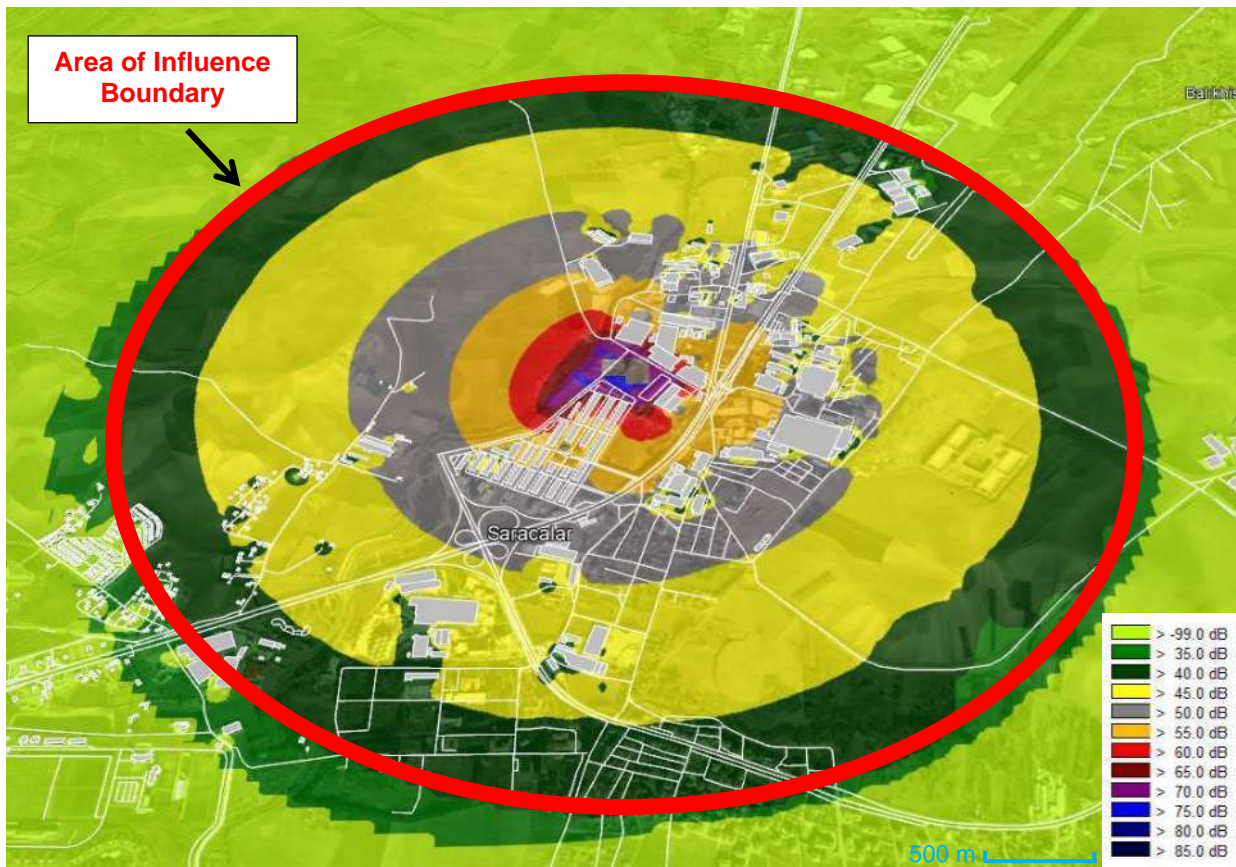 Area of Influence
Boundary
Saracalar
> -99.0 dB
> 35.0 dB
> 40.0 dB
> 45.0 dB
> 50.0 dB
> 55.0 dB
> 60.0 dB
> 65.0 dB
> 70.0 dB
> 75.0 dB
> 80.0 dB
> 85.0 dB
500 m